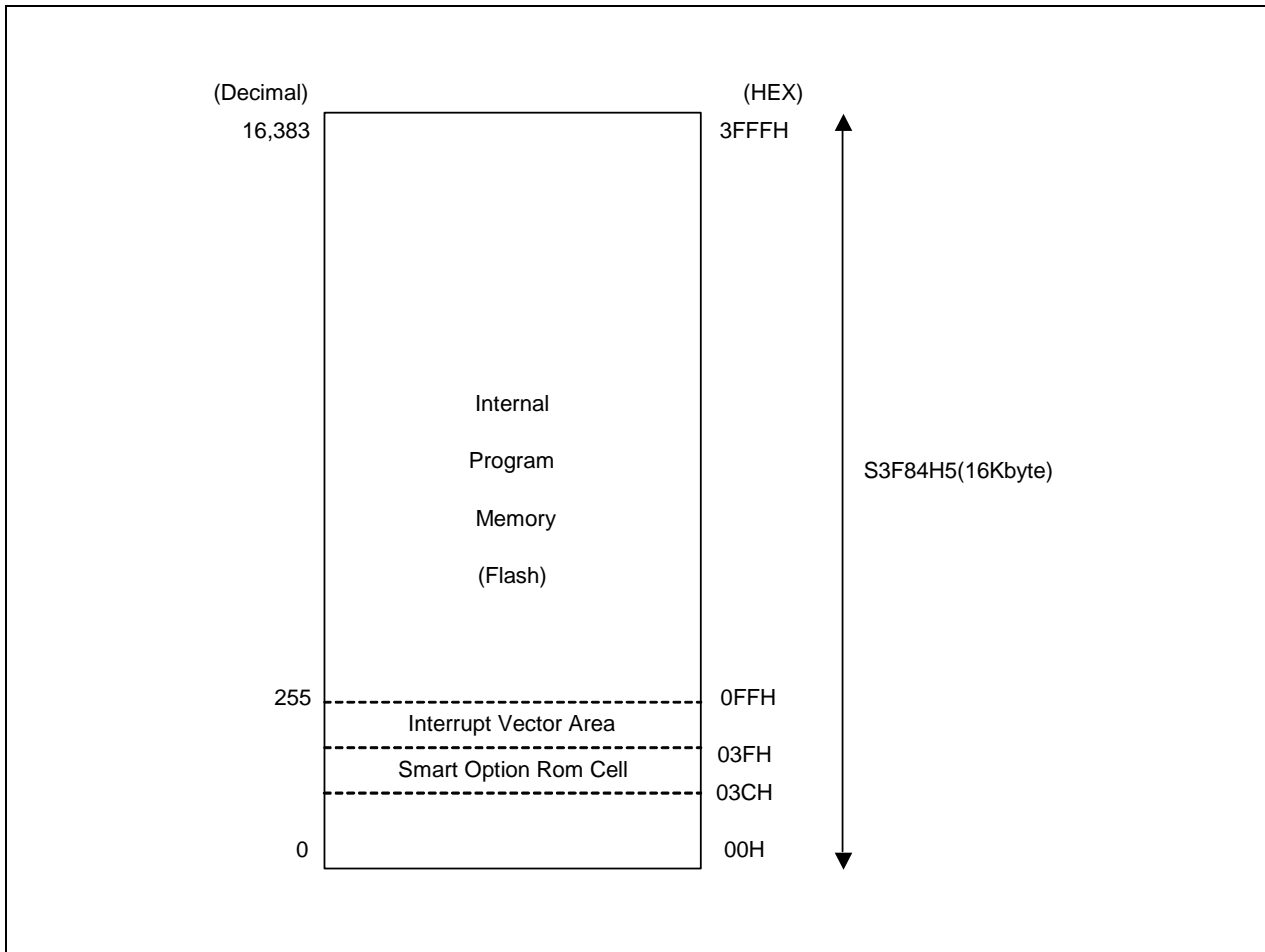 (Decimal) (HEX)
16,383 3FFFH
Internal
Program
S3F84H5(16Kbyte)
Memory
(Flash)
255 0FFH
Interrupt Vector Area
03FH
Smart Option Rom Cell
03CH
0 00H